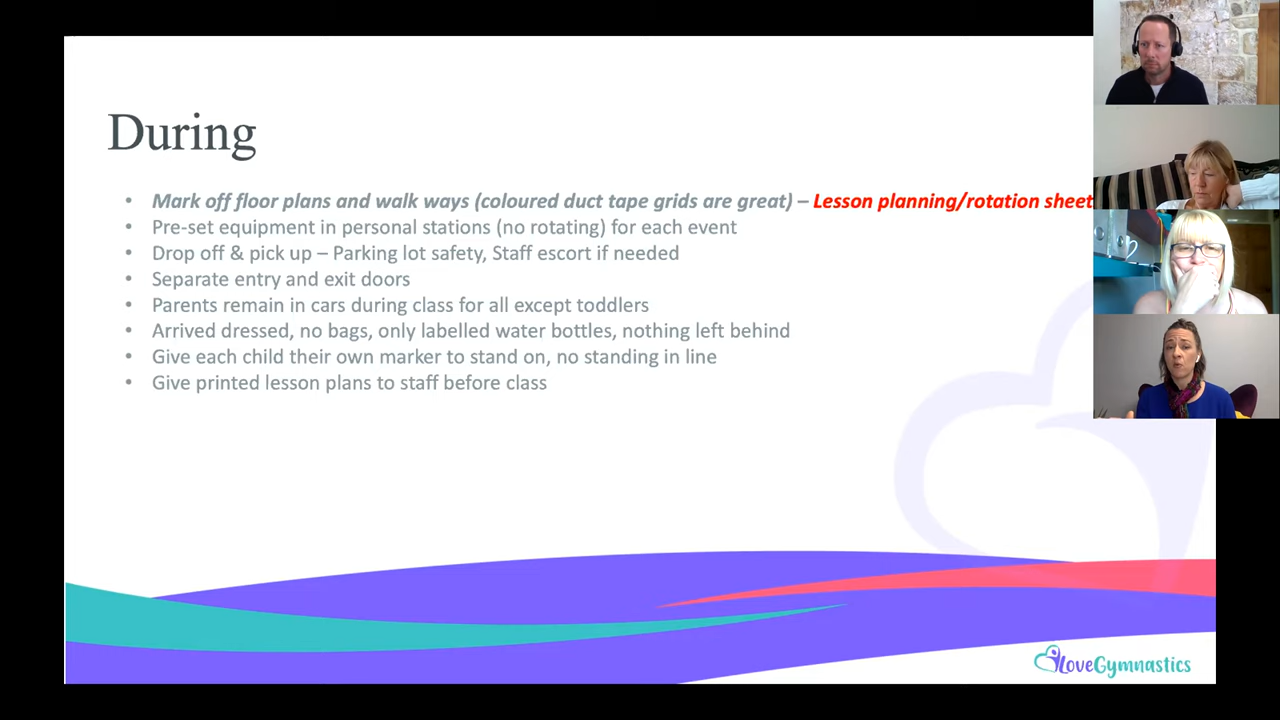 During
• Mark off floor plans and walk ways (coloured duct tape grids are great) – Lesson planning/rotation sheet
• Pre-set equipment in personal stations (no rotating) for each event
• Drop off & pick up – Parking lot safety, Staff escort if needed
• Separate entry and exit doors
• Parents remain in cars during class for all except toddlers
• Arrived dressed, no bags, only labelled water bottles, nothing left behind
• Give each child their own marker to stand on, no standing in line
• Give printed lesson plans to staff before class
iLoveGymnastics